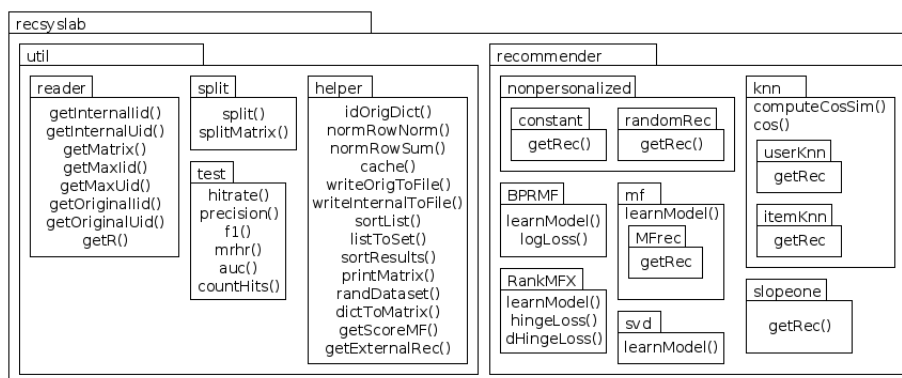 recsyslab
util
reader
getInternalIid()
getInternalUid()
getMatrix()
getMaxIid()
getMaxUid()
getOriginalIid()
getOriginalUid()
getR()
split
split()
splitMatrix()
test
hitrate()
precision()
f1()
mrhr()
auc()
countHits()
helper
idOrigDict()
normRowNorm()
normRowSum()
cache()
writeOrigToFile()
writeInternalToFile()
sortList()
listToSet()
sortResults()
printMatrix()
randDataset()
dictToMatrix()
getScoreMF()
getExternalRec()
recommender
nonpersonalized
constant
getRec()
randomRec
getRec()
BPRMF
learnModel()
logLoss()
RankMFX
learnModel()
hingeLoss()
dHingeLoss()
mf
learnModel()
MFrec
getRec
svd
learnModel()
knn
computeCosSim()
cos()
userKnn
getRec
itemKnn
getRec
slopeone
getRec()